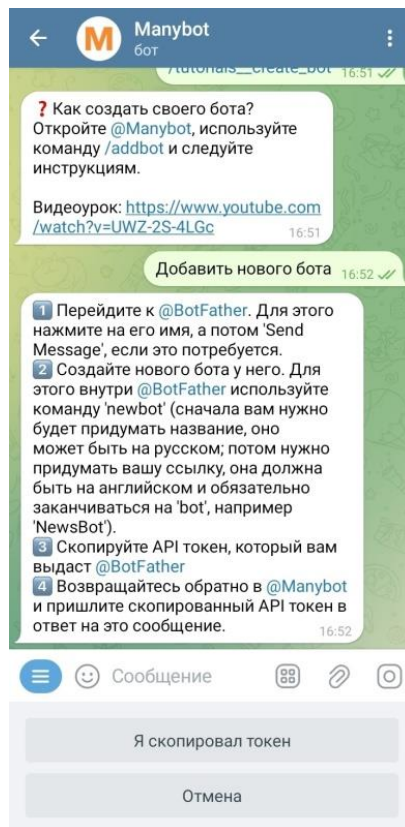 Manybot
бот
/tutorials__create_bot 16:51
❓ Как создать своего бота?
Откройте @Manybot, используйте
команду /addbot и следуйте
инструкциям.
Видеоурок: https://www.youtube.com
/watch?v=UWZ-2S-4LGc 16:51
Добавить нового бота 16:52
1️⃣ Перейдите к @BotFather. Для этого
нажмите на его имя, а потом 'Send
Message', если это потребуется.
2️⃣ Создайте нового бота у него. Для
этого внутри @BotFather используйте
команду 'newbot' (сначала вам нужно
будет придумать название, оно
может быть на русском; потом нужно
придумать вашу ссылку, она должна
быть на английском и обязательно
заканчиваться на 'bot', например
'NewsBot').
3️⃣ Скопируйте API токен, который вам
выдаст @BotFather
4️⃣ Возвращайтесь обратно в @Manybot
и пришлите скопированный API токен в
ответ на это сообщение. 16:52
Сообщение
Я скопировал токен
Отмена